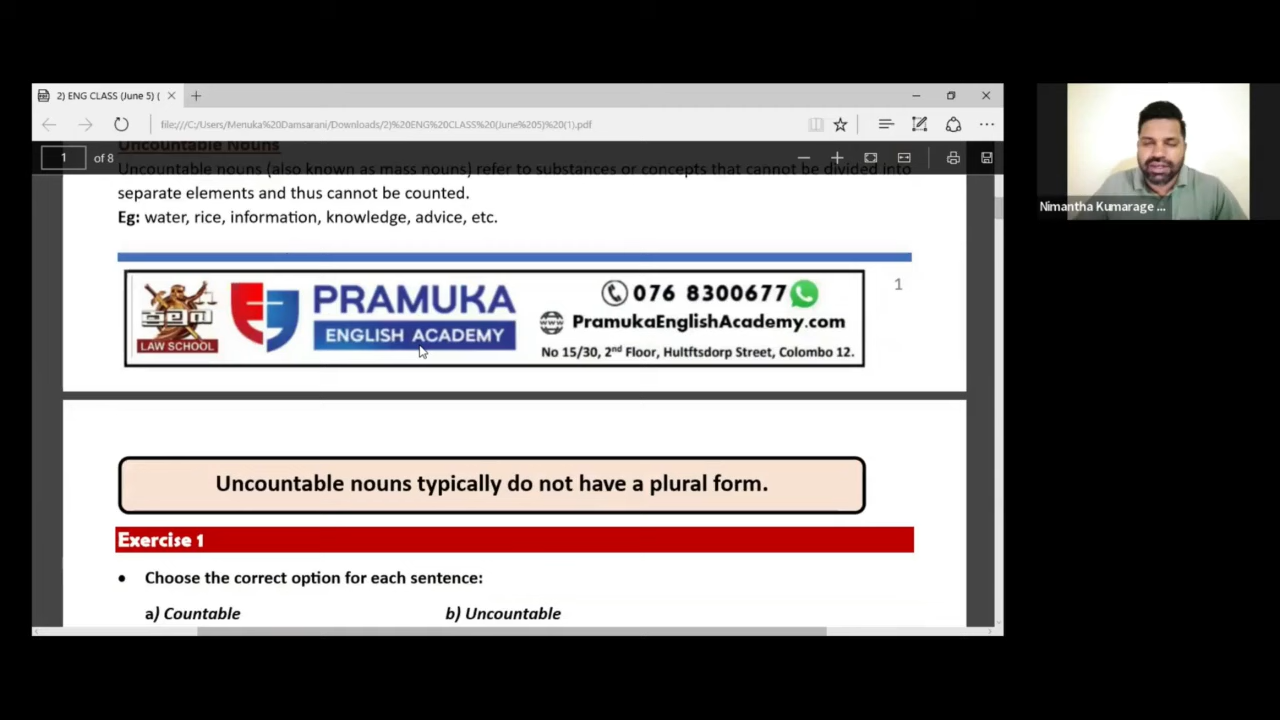 2) ENG CLASS (June 5) (
file:///C:/Users/Menuka%20Damsarani/Downloads/2)%20ENG%20CLASS%20(June%205)%20(1).pdf
1 of 8
Uncountable Nouns
Uncountable nouns (also known as mass nouns) refer to substances or concepts that cannot be divided into
separate elements and thus cannot be counted.
Eg: water, rice, information, knowledge, advice, etc.
LAW SCHOOL
PRAMUKA
ENGLISH ACADEMY
076 8300677
PramukaEnglishAcademy.com
No 15/30, 2nd Floor, Hultftsdorp Street, Colombo 12.
1
Uncountable nouns typically do not have a plural form.
Exercise 1
• Choose the correct option for each sentence:
a) Countable b) Uncountable
Nimantha Kumarage ...